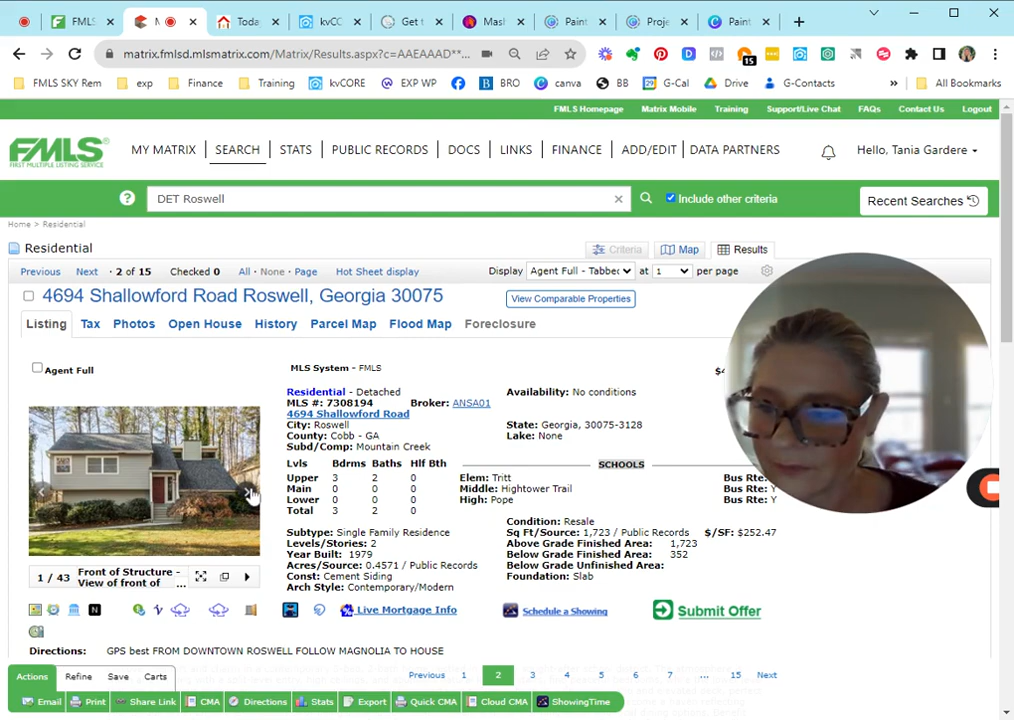 FMLS
M
Toda
kvCC
Get t
Mash
Paint
Proje
Paint
matrix.fmlsd.mlsmatrix.com/Matrix/Results.aspx?c=AAEAAAD**...
15
FMLS SKY Rem exp Finance Training kvCORE EXP WP BRO canva BB G-Cal Drive G-Contacts » All Bookmarks
FMLS Homepage Matrix Mobile Training Support/Live Chat FAQs Contact Us Logout
FMLS
FIRST MULTIPLE LISTING SERVICE
MY MATRIX SEARCH STATS PUBLIC RECORDS DOCS LINKS FINANCE ADD/EDIT DATA PARTNERS Hello, Tania Gardere
DET Roswell Include other criteria Recent Searches
Home > Residential
Residential Criteria Map Results
Previous Next · 2 of 15 Checked 0 All · None · Page Hot Sheet display Display Agent Full - Tabbec at 1 per page
4694 Shallowford Road Roswell, Georgia 30075 View Comparable Properties
Listing Tax Photos Open House History Parcel Map Flood Map Foreclosure
Agent Full MLS System - FMLS
Residential - Detached Availability: No conditions
MLS #: 7308194 Broker: ANSA01
4694 Shallowford Road
City: Roswell State: Georgia, 30075-3128
County: Cobb - GA Lake: None
Subd/Comp: Mountain Creek
Lvls Bdrms Baths Hlf Bth SCHOOLS
Upper 3 2 0 Elem: Tritt Bus Rte:
Main 0 0 0 Middle: Hightower Trail Bus Rte: Y
Lower 0 0 0 High: Pope Bus Rte: Y
Total 3 2 0
Subtype: Single Family Residence Condition: Resale
Levels/Stories: 2 Sq Ft/Source: 1,723 / Public Records $/SF: $252.47
Year Built: 1979 Above Grade Finished Area: 1,723
Acres/Source: 0.4571 / Public Records Below Grade Finished Area: 352
Const: Cement Siding Below Grade Unfinished Area:
Arch Style: Contemporary/Modern Foundation: Slab
1 / 43 Front of Structure -
View of front of ...
Live Mortgage Info Schedule a Showing Submit Offer
Directions: GPS best FROM DOWNTOWN ROSWELL FOLLOW MAGNOLIA TO HOUSE
Actions Refine Save Carts Previous 1 2 3 4 5 6 7 ... 15 Next
Email Print Share Link CMA Directions Stats Export Quick CMA Cloud CMA ShowingTime